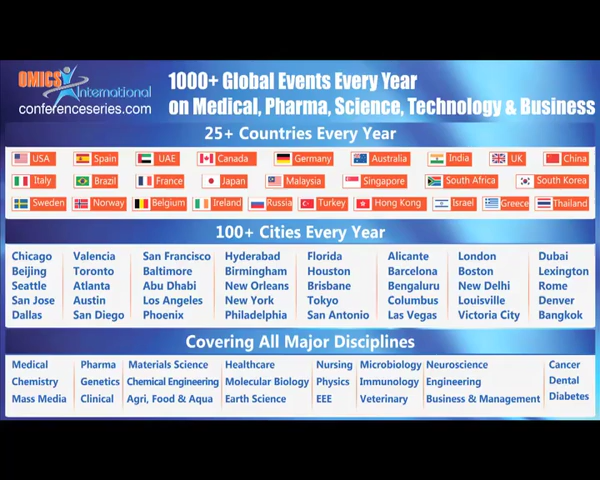 OMICS International
conferenceseries.com
1000+ Global Events Every Year
on Medical, Pharma, Science, Technology & Business
25+ Countries Every Year
USA Spain UAE Canada Germany Australia India UK China
Italy Brazil France Japan Malaysia Singapore South Africa South Korea
Sweden Norway Belgium Ireland Russia Turkey Hong Kong Israel Greece Thailand
100+ Cities Every Year
Chicago Valencia San Francisco Hyderabad Florida Alicante London Dubai
Beijing Toronto Baltimore Birmingham Houston Barcelona Boston Lexington
Seattle Atlanta Abu Dhabi New Orleans Brisbane Bengaluru New Delhi Rome
San Jose Austin Los Angeles New York Tokyo Columbus Louisville Denver
Dallas San Diego Phoenix Philadelphia San Antonio Las Vegas Victoria City Bangkok
Covering All Major Disciplines
Medical Pharma Materials Science Healthcare Nursing Microbiology Neuroscience Cancer
Chemistry Genetics Chemical Engineering Molecular Biology Physics Immunology Engineering Dental
Mass Media Clinical Agri, Food & Aqua Earth Science EEE Veterinary Business & Management Diabetes